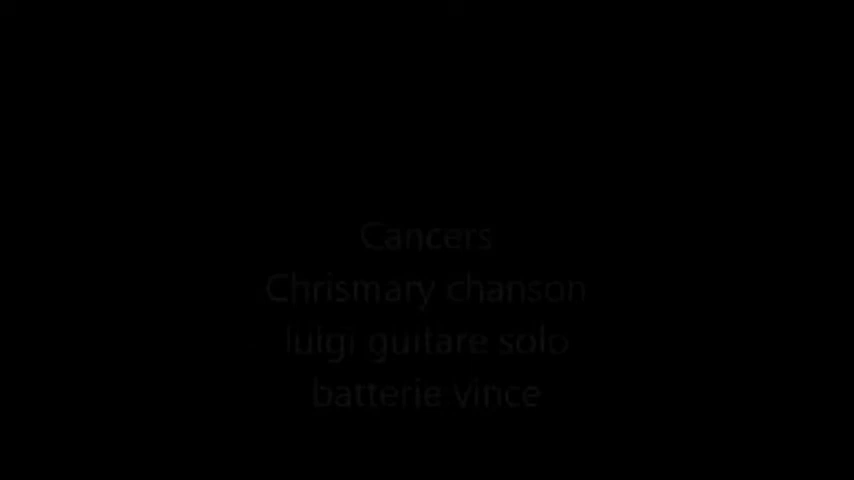 Cancers
Chrismary chanson
luigi guitare solo
batterie vince